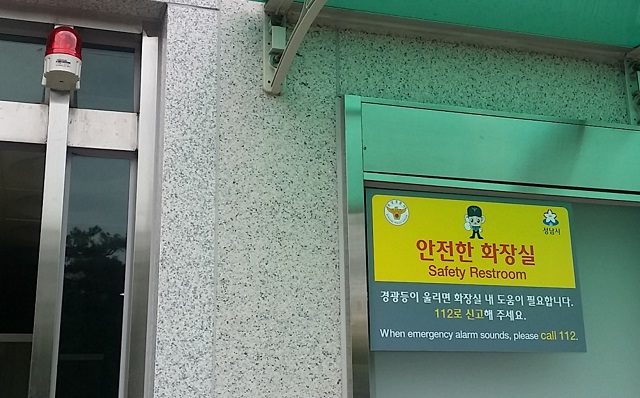 성남시
안전한 화장실
Safety Restroom
경광등이 울리면 화장실 내 도움이 필요합니다.
112로 신고해 주세요.
When emergency alarm sounds, please call 112.